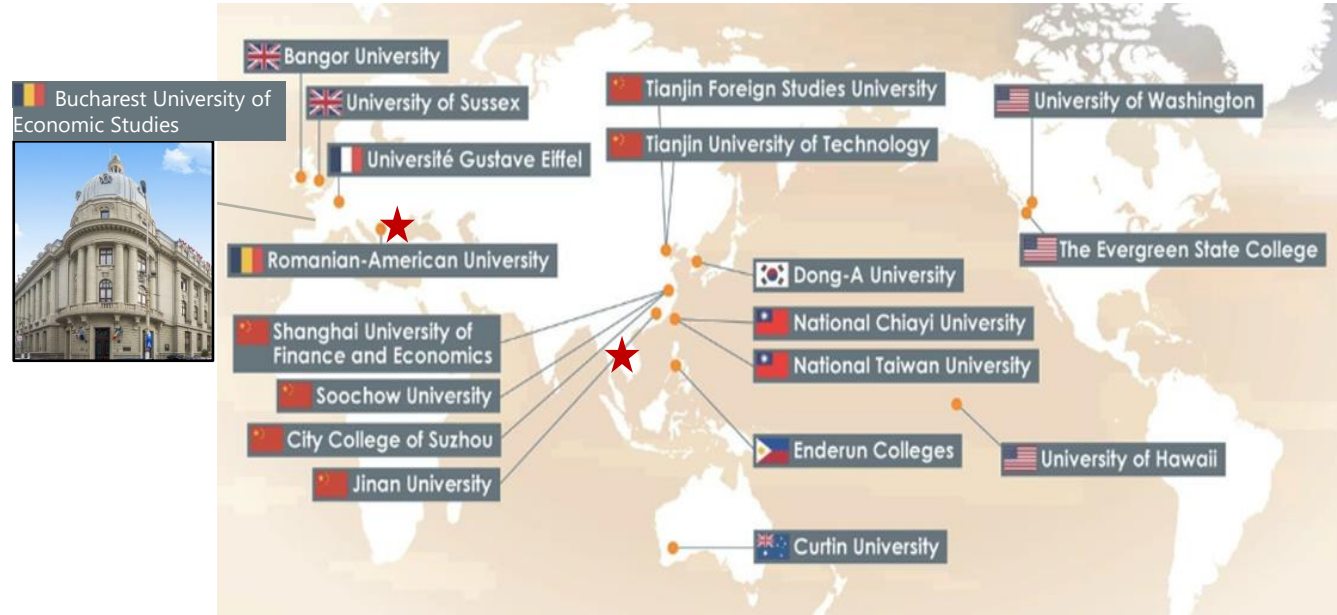 Bucharest University of
Economic Studies
Bangor University
University of Sussex
Université Gustave Eiffel
Romanian-American University
Shanghai University of
Finance and Economics
Soochow University
City College of Suzhou
Jinan University
Tianjin Foreign Studies University
Tianjin University of Technology
Dong-A University
National Chiayi University
National Taiwan University
Enderun Colleges
Curtin University
University of Washington
The Evergreen State College
University of Hawaii